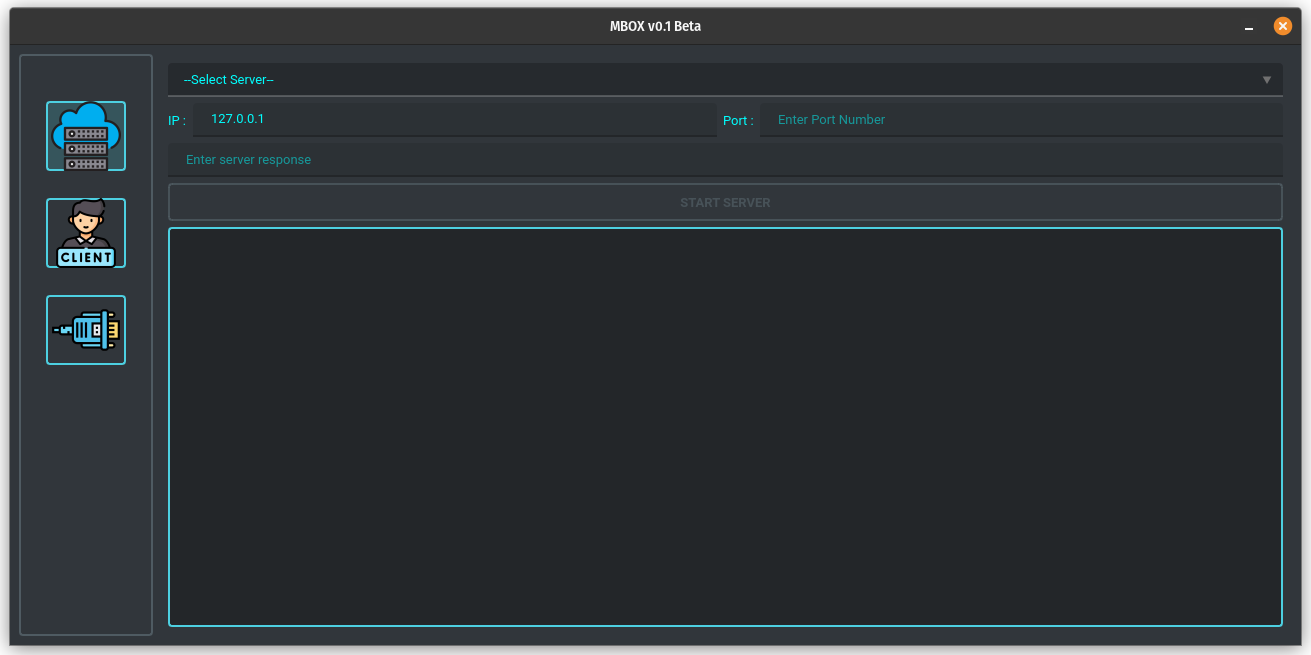 MBOX v0.1 Beta
--Select Server--
IP : 127.0.0.1 Port : Enter Port Number
Enter server response
START SERVER
CLIENT